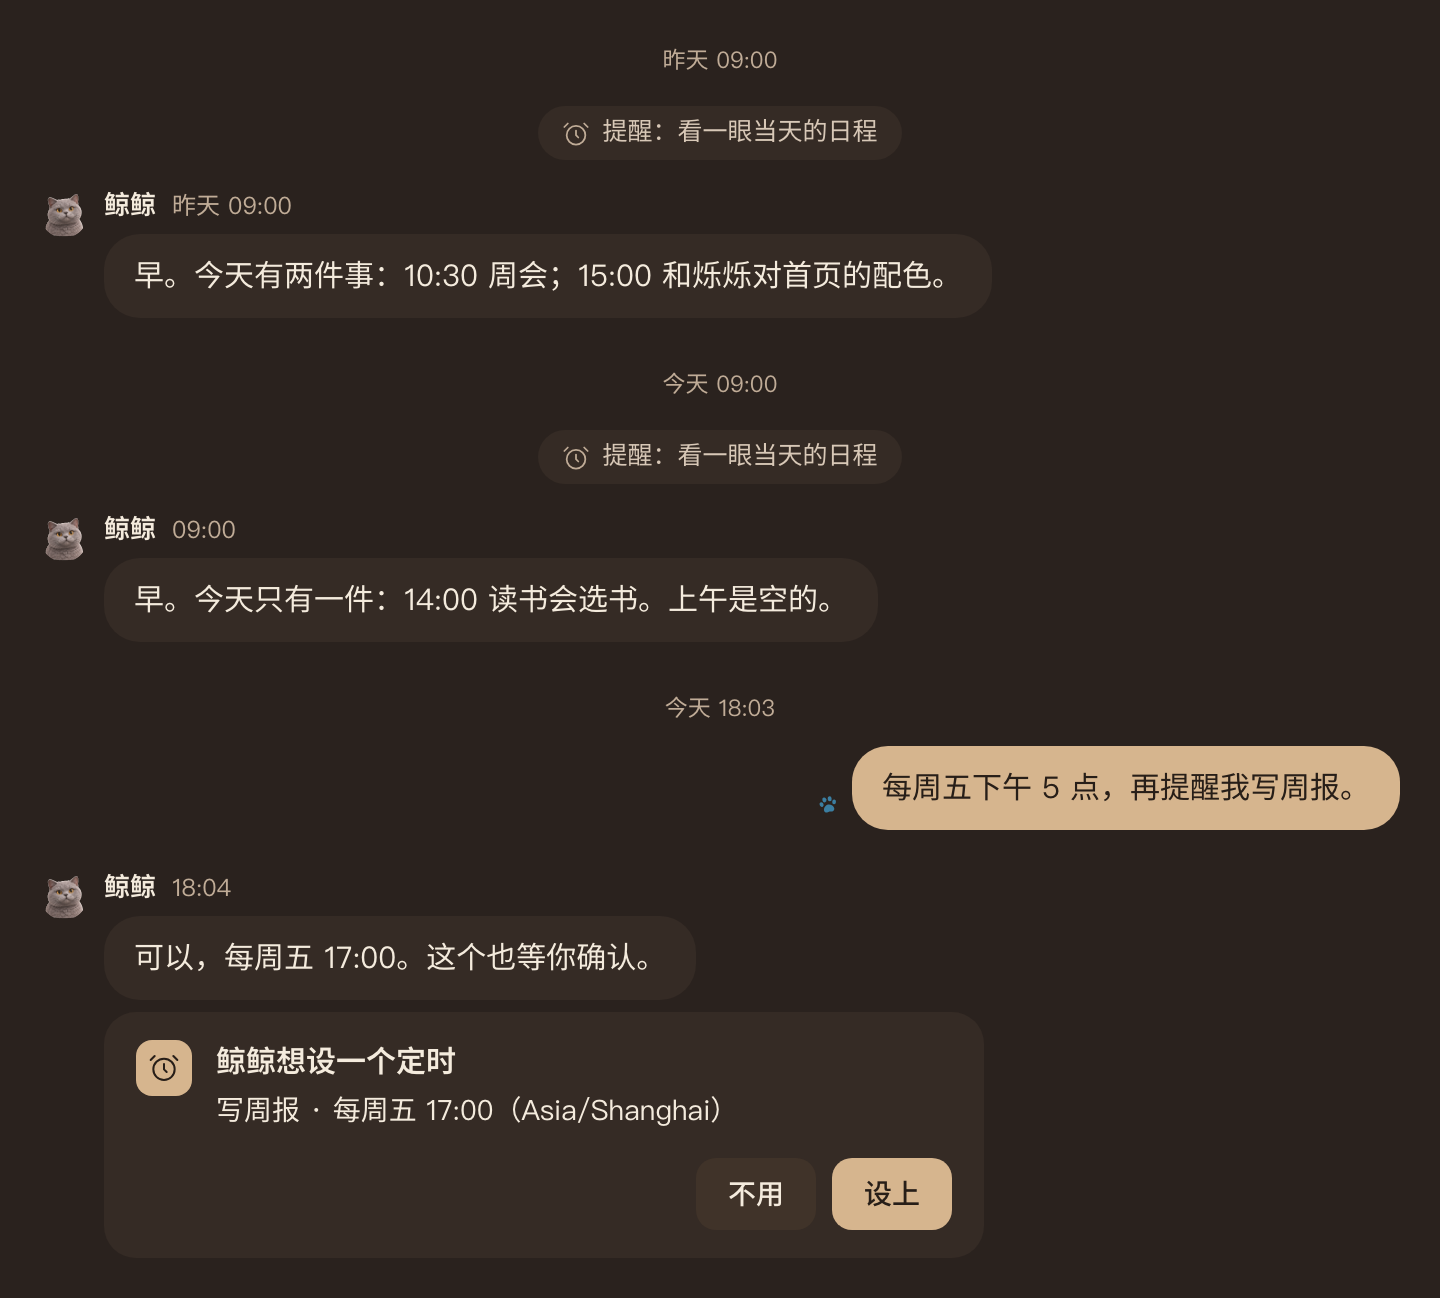 昨天 09:00
提醒：看一眼当天的日程
鲸鲸 昨天 09:00
早。今天有两件事：10:30 周会；15:00 和烁烁对首页的配色。
今天 09:00
提醒：看一眼当天的日程
鲸鲸 09:00
早。今天只有一件：14:00 读书会选书。上午是空的。
今天 18:03
每周五下午 5 点，再提醒我写周报。
鲸鲸 18:04
可以，每周五 17:00。这个也等你确认。
鲸鲸想设一个定时
写周报 · 每周五 17:00（Asia/Shanghai）
不用 设上